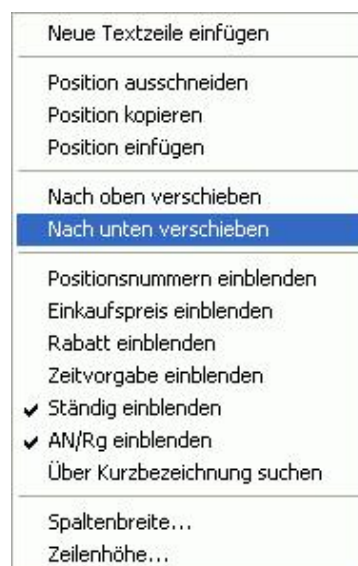 Neue Textzeile einfügen
Position ausschneiden
Position kopieren
Position einfügen
Nach oben verschieben
Nach unten verschieben
Positionsnummern einblenden
Einkaufspreis einblenden
Rabatt einblenden
Zeitvorgabe einblenden
Ständig einblenden
AN/Rg einblenden
Über Kurzbezeichnung suchen
Spaltenbreite...
Zeilenhöhe...